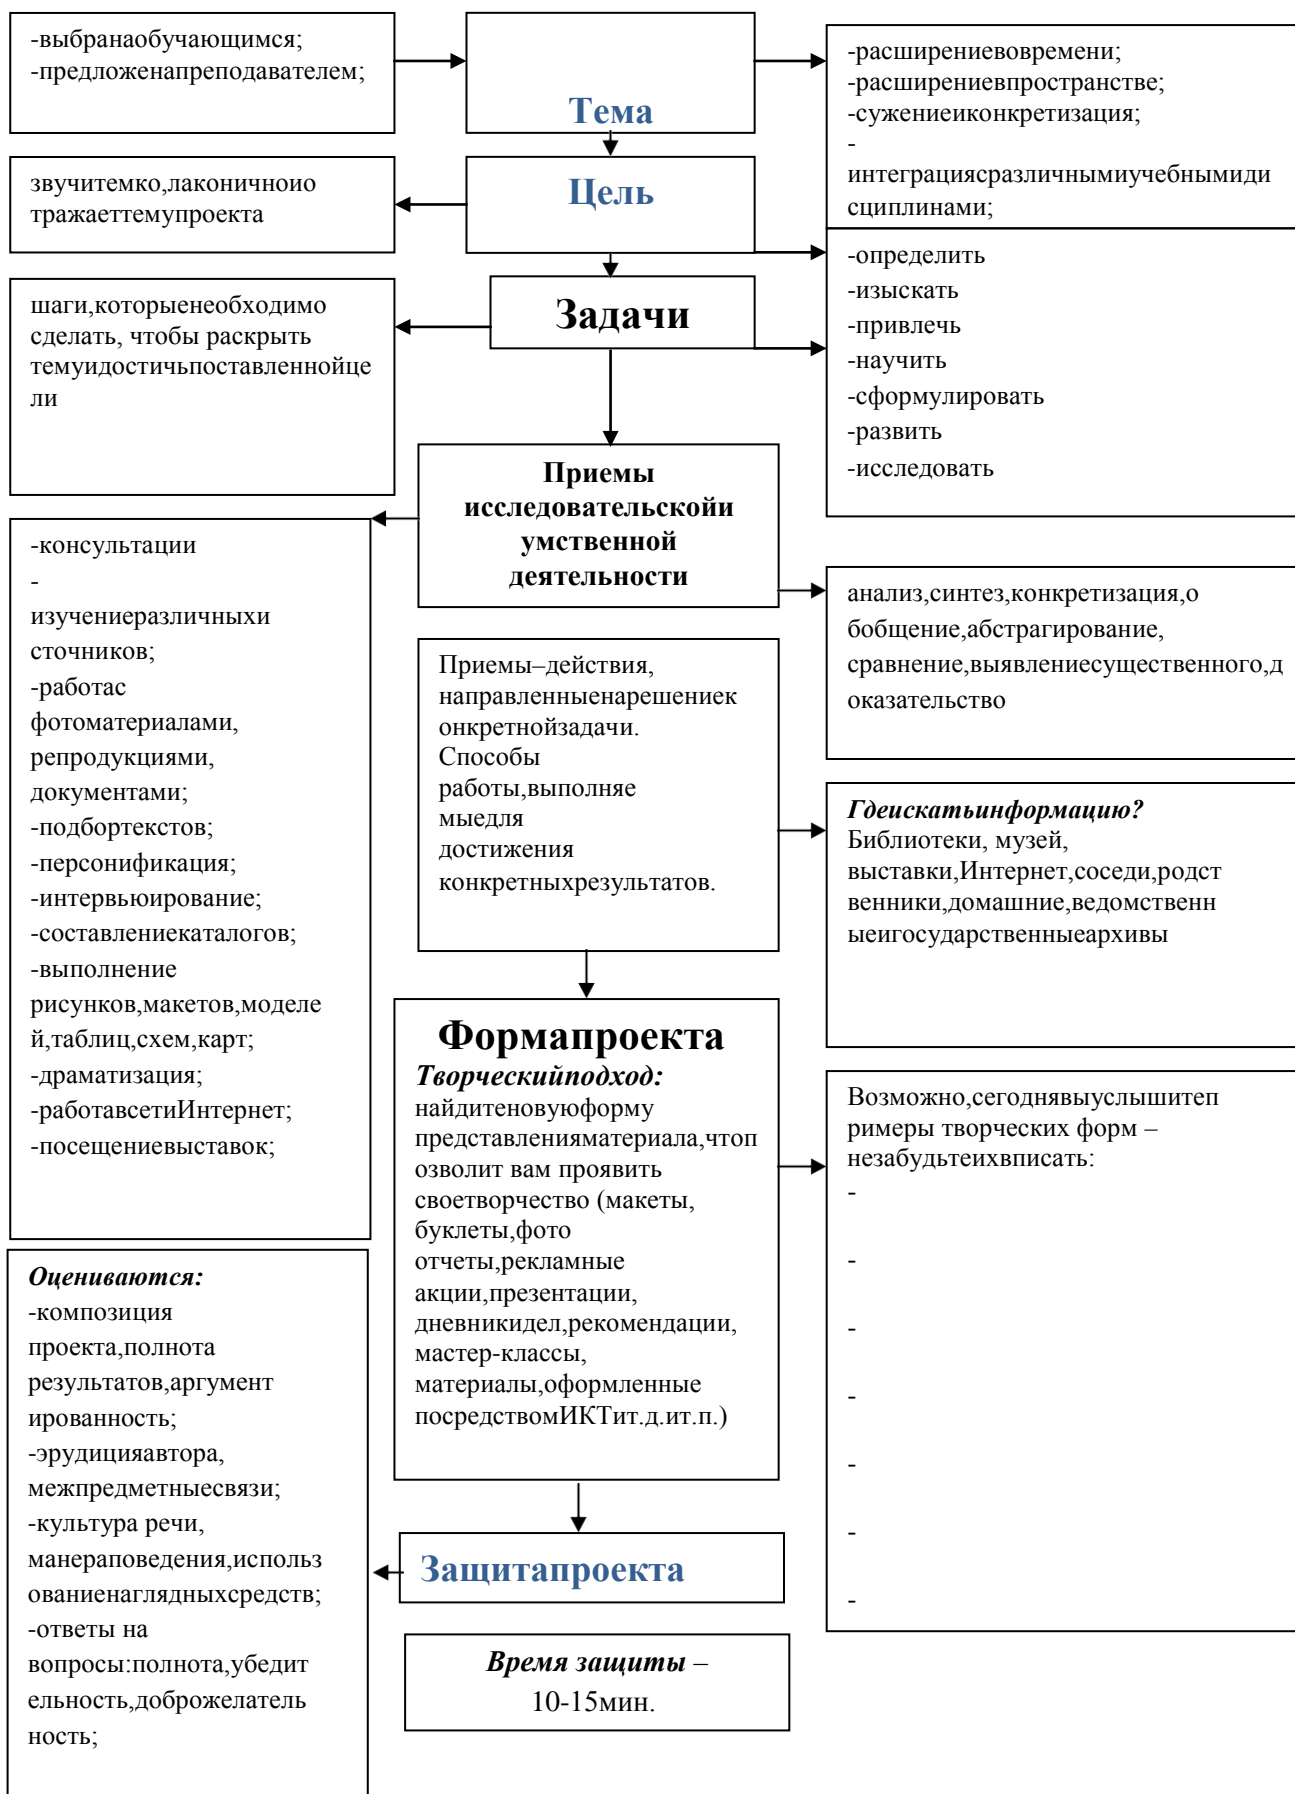 -выбранаобучающимся;
-предложенапреподавателем;
Тема
-расширениевовремени;
-расширениевпространстве;
-сужениеиконкретизация;
-
интеграциясразличнымиучебнымиди
сциплинами;
звучитемко,лаконичноио
тражаеттемупроекта
Цель
-определить
-изыскать
-привлечь
-научить
-сформулировать
-развить
-исследовать
шаги,которыенеобходимо
сделать, чтобы раскрыть
темуидостичьпоставленнойце
ли
Задачи
Приемы
исследовательскойи
умственной
деятельности
-консультации
-
изучениеразличныхи
сточников;
-работас
фотоматериалами,
репродукциями,
документами;
-подбортекстов;
-персонификация;
-интервьюирование;
-составлениекаталогов;
-выполнение
рисунков,макетов,моделе
й,таблиц,схем,карт;
-драматизация;
-работавсетиИнтернет;
-посещениевыставок;
анализ,синтез,конкретизация,о
бобщение,абстрагирование,
сравнение,выявлениесущественного,д
оказательство
Приемы–действия,
направленныенарешениек
онкретнойзадачи.
Способы
работы,выполняе
мыедля
достижения
конкретныхрезультатов.
Гдеискатьинформацию?
Библиотеки, музей,
выставки,Интернет,соседи,родст
венники,домашние,ведомственн
ыеигосударственныеархивы
Формапроекта
Творческийподход:
найдитеновуюформу
представленияматериала,чтоп
озволит вам проявить
своетворчество (макеты,
буклеты,фото
отчеты,рекламные
акции,презентации,
дневникидел,рекомендации,
мастер-классы,
материалы,оформленные
посредствомИКТит.д.ит.п.)
Возможно,сегоднявыуслышитеп
римеры творческих форм –
незабудьтеихвписать:
-
-
-
-
-
-
-
Оцениваются:
-композиция
проекта,полнота
результатов,аргумент
ированность;
-эрудицияавтора,
межпредметныесвязи;
-культура речи,
манераповедения,использ
ованиенаглядныхсредств;
-ответы на
вопросы:полнота,убедит
ельность,доброжелатель
ность;
Защитапроекта
Время защиты –
10-15мин.